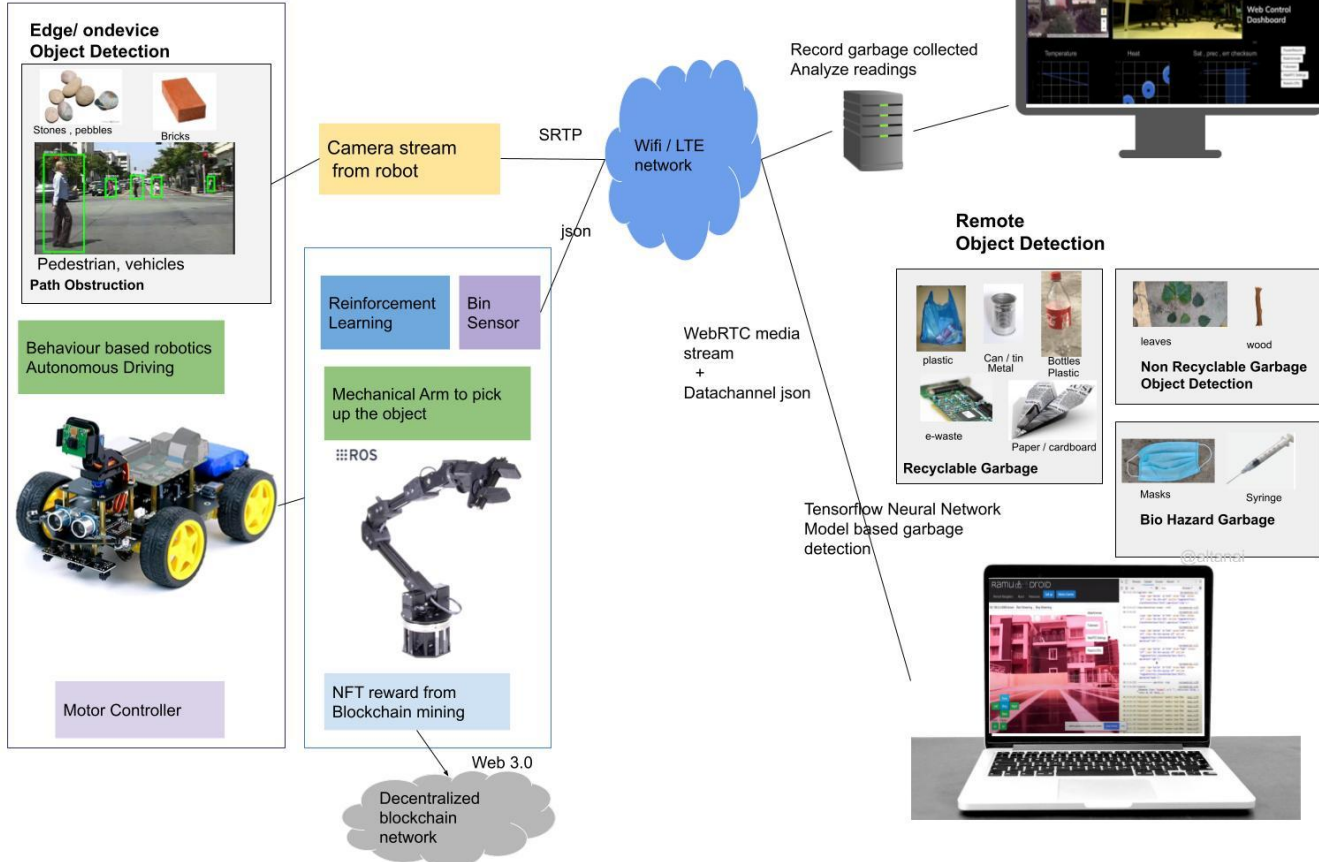 Edge/ ondevice
Object Detection
Stones , pebbles
Bricks
Pedestrian, vehicles
Path Obstruction
Behaviour based robotics
Autonomous Driving
Motor Controller
Camera stream
from robot
SRTP
json
Reinforcement
Learning
Bin
Sensor
Mechanical Arm to pick
up the object
ROS
NFT reward from
Blockchain mining
Web 3.0
Decentralized
blockchain
network
Wifi / LTE
network
Record garbage collected
Analyze readings
Web Control
Dashboard
Temperature
Heat
WebRTC media
stream
+
Datachannel json
Tensorflow Neural Network
Model based garbage
detection
Remote
Object Detection
plastic
Can / tin
Metal
Bottles
Plastic
e-waste
Paper / cardboard
Recyclable Garbage
leaves
wood
Non Recyclable Garbage
Object Detection
Masks
Syringe
Bio Hazard Garbage
@altanai